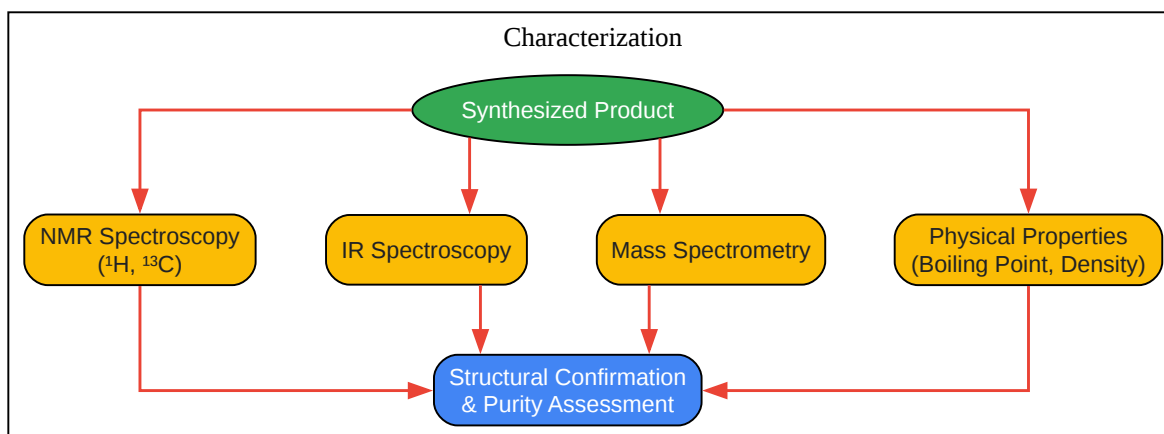 Characterization
Synthesized Product
NMR Spectroscopy
(¹H, ¹³C)
IR Spectroscopy
Mass Spectrometry
Physical Properties
(Boiling Point, Density)
Structural Confirmation
& Purity Assessment